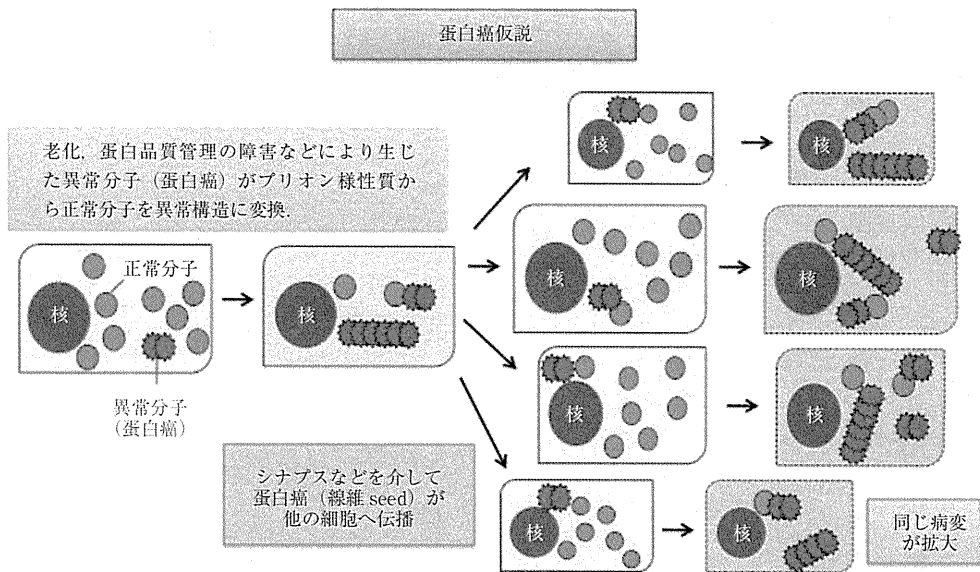 蛋白癌仮説
老化，蛋白品質管理の障害などにより生じ
た異常分子（蛋白癌）がプリオン様性質か
ら正常分子を異常構造に変換.
正常分子
核
核
核
核
核
核
核
核
核
核
異常分子
（蛋白癌）
シナプスなどを介して
蛋白癌（線維 seed）が
他の細胞へ伝播
同じ病変
が拡大